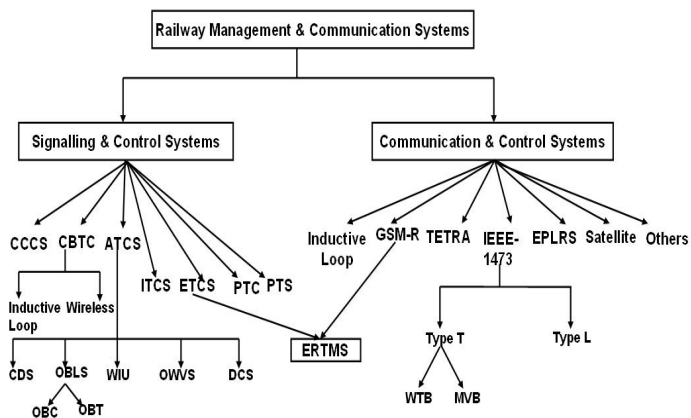 Railway Management & Communication Systems
Signalling & Control Systems
Communication & Control Systems
CCCS
CBTC
ATCS
ITCS
ETCS
PTC
PTS
Inductive
Loop
GSM-R
TETRA
IEEE-
1473
EPLRS
Satellite
Others
Inductive
Loop
Wireless
ERTMS
Type T
Type L
CDS
OBLS
WIU
OWVS
DCS
OBC
OBT
WTB
MVB